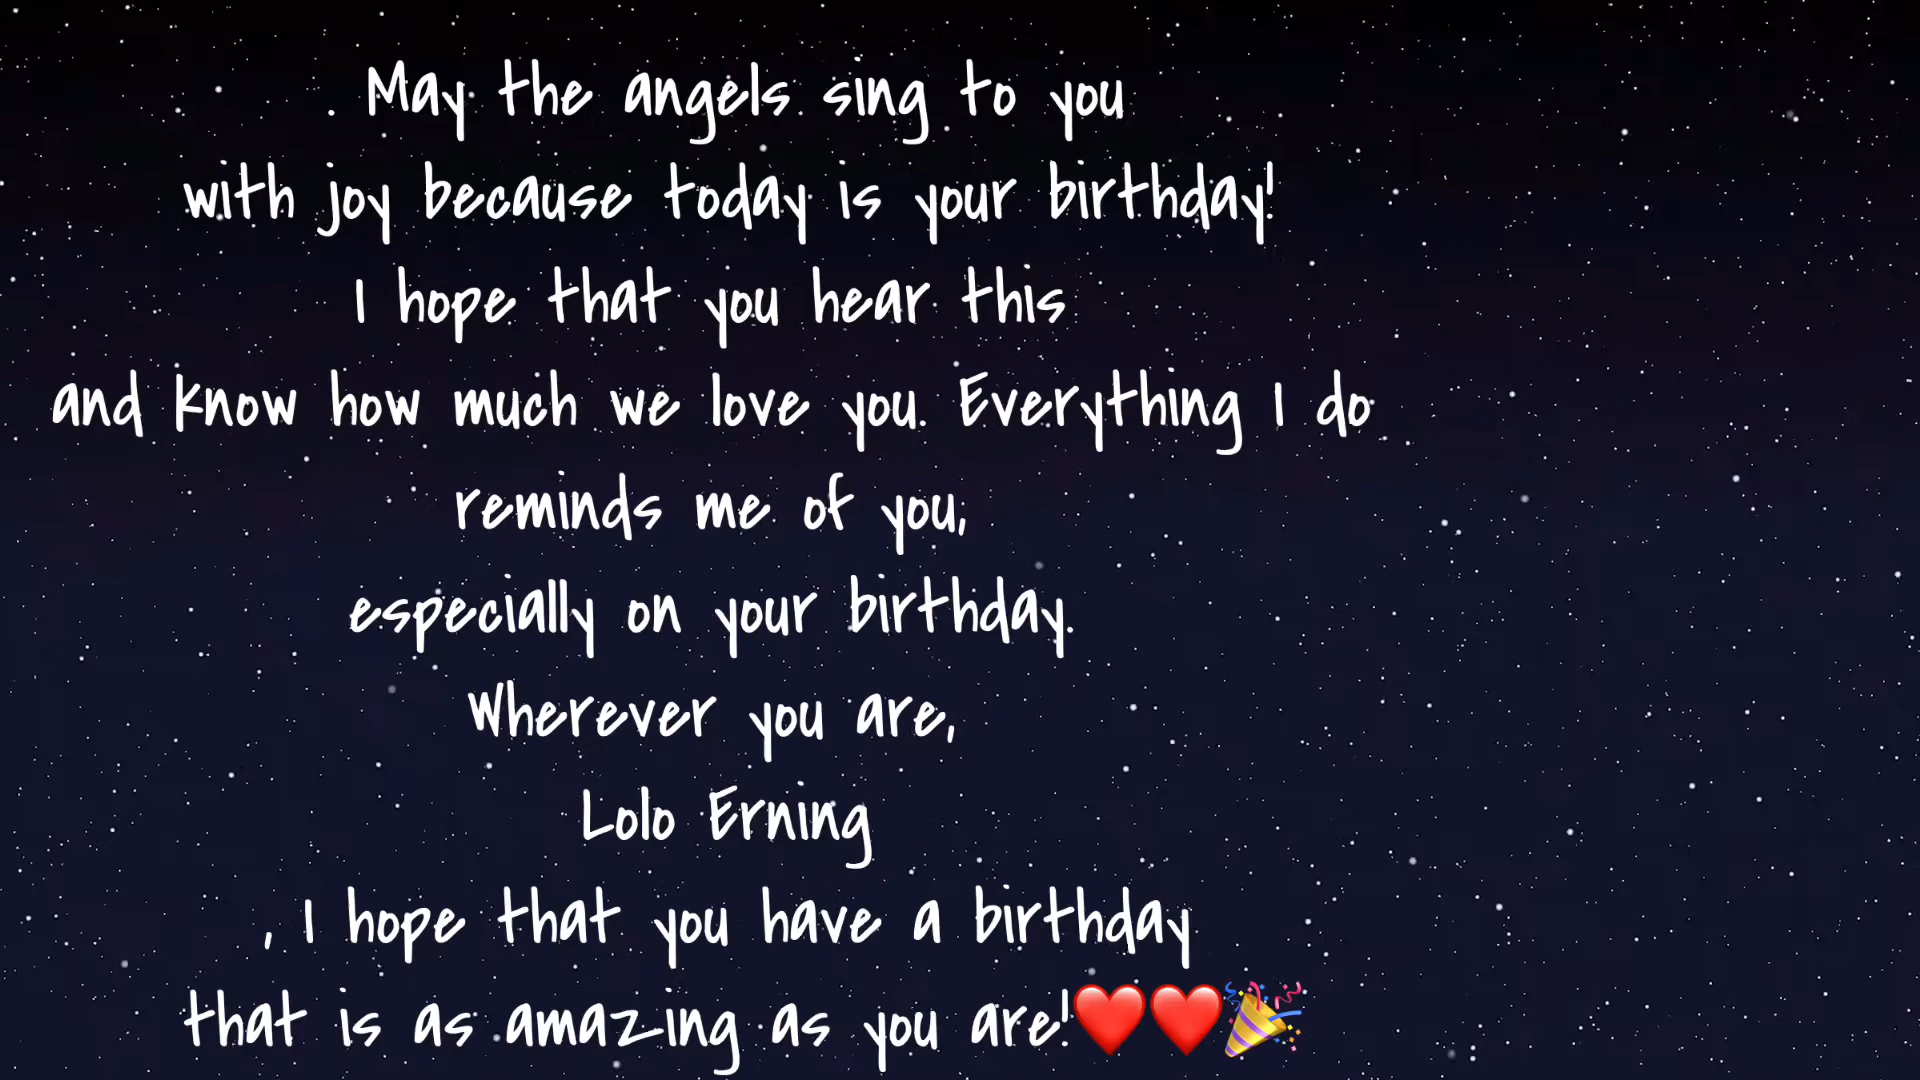 . May the angels sing to you
with joy because today is your birthday!
I hope that you hear this
and know how much we love you. Everything I do
reminds me of you,
especially on your birthday.
Wherever you are,
Lolo Erning
, I hope that you have a birthday
that is as amazing as you are!❤️❤️🎉